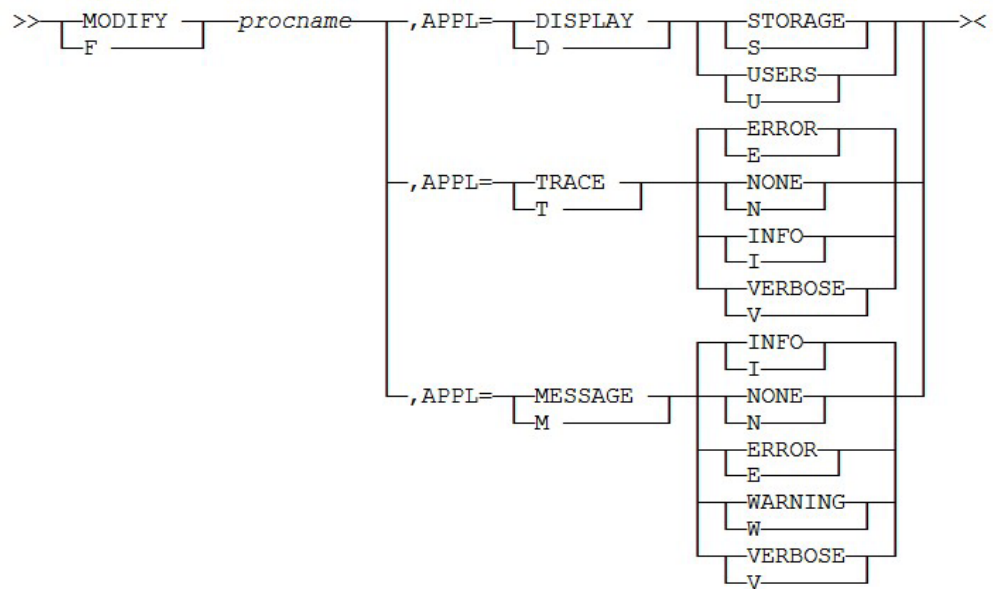 >>── MODIFY ── procname ── ,APPL= ── DISPLAY ── STORAGE ──><
F D S
USERS
U
ERROR
E
,APPL= TRACE NONE
T N
INFO
I
VERBOSE
V
INFO
I
,APPL= MESSAGE NONE
M N
ERROR
E
WARNING
W
VERBOSE
V